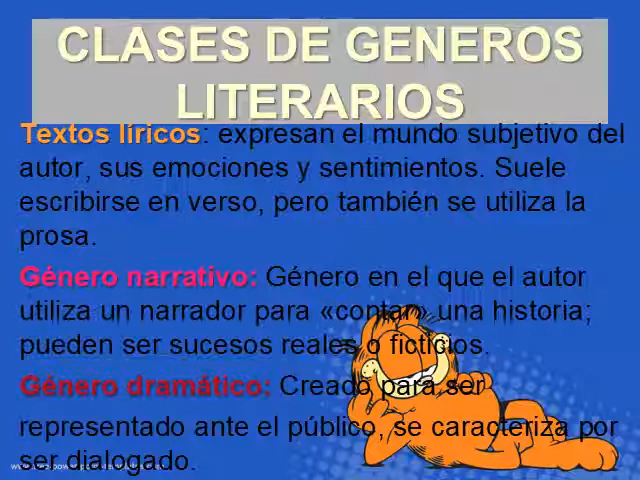 CLASES DE GENEROS
LITERARIOS
Textos líricos: expresan el mundo subjetivo del
autor, sus emociones y sentimientos. Suele
escribirse en verso, pero también se utiliza la
prosa.
Género narrativo: Género en el que el autor
utiliza un narrador para «contar» una historia;
pueden ser sucesos reales o ficticios.
Género dramático: Creado para ser
representado ante el público, se caracteriza por
ser dialogado.